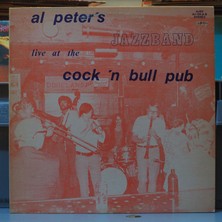 al peter's
JAZZBAND
live at the
cock 'n bull pub